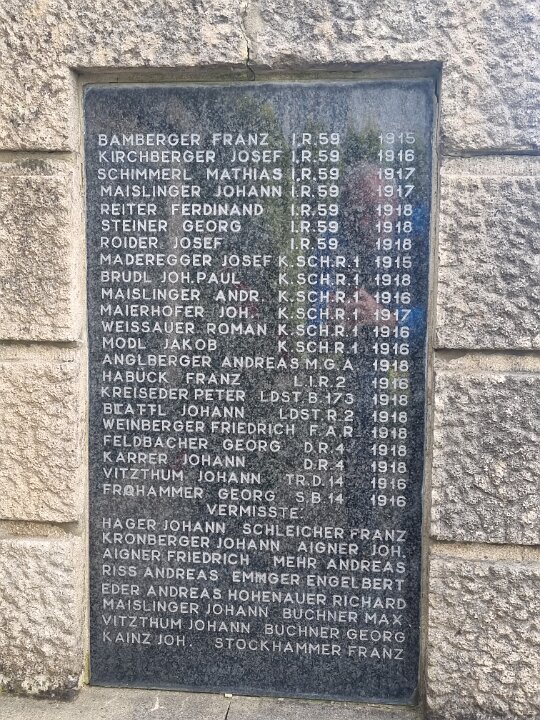 BAMBERGER FRANZ I.R.59 1915
KIRCHBERGER JOSEF I.R.59 1916
SCHIMMERL MATHIAS I.R.59 1917
MAISLINGER JOHANN I.R.59 1917
REITER FERDINAND I.R.59 1918
STEINER GEORG I.R.59 1918
ROIDER JOSEF I.R.59 1918
MADEREGGER JOSEF K.SCH.R.1 1915
BRUDL JOH.PAUL K.SCH.R.1 1918
MAISLINGER ANDR. K.SCH.R.1 1916
MAIERHOFER JOH. K.SCH.R.1 1917
WEISSAUER ROMAN K.SCH.R.1 1916
MODL JAKOB K.SCH.R.1 1916
ANGLBERGER ANDREAS M.G.A 1918
HABÜCK FRANZ L.I.R.2 1916
KREISEDER PETER LDST.B.173 1918
BLATTL JOHANN LDST.R.2 1918
WEINBERGER FRIEDRICH F.A.R 1918
FELDBACHER GEORG D.R.4 1918
KARRER JOHANN D.R.4 1918
VITZTHUM JOHANN TR.D.14 1916
FROHAMMER GEORG S.B.14 1916
VERMISSTE:
HAGER JOHANN SCHLEICHER FRANZ
KRONBERGER JOHANN AIGNER JOH.
AIGNER FRIEDRICH MEHR ANDREAS
RISS ANDREAS EMINGER ENGELBERT
EDER ANDREAS HOHENAUER RICHARD
MAISLINGER JOHANN BUCHNER MAX.
VITZTHUM JOHANN BUCHNER GEORG
KAINZ JOH. STOCKHAMMER FRANZ